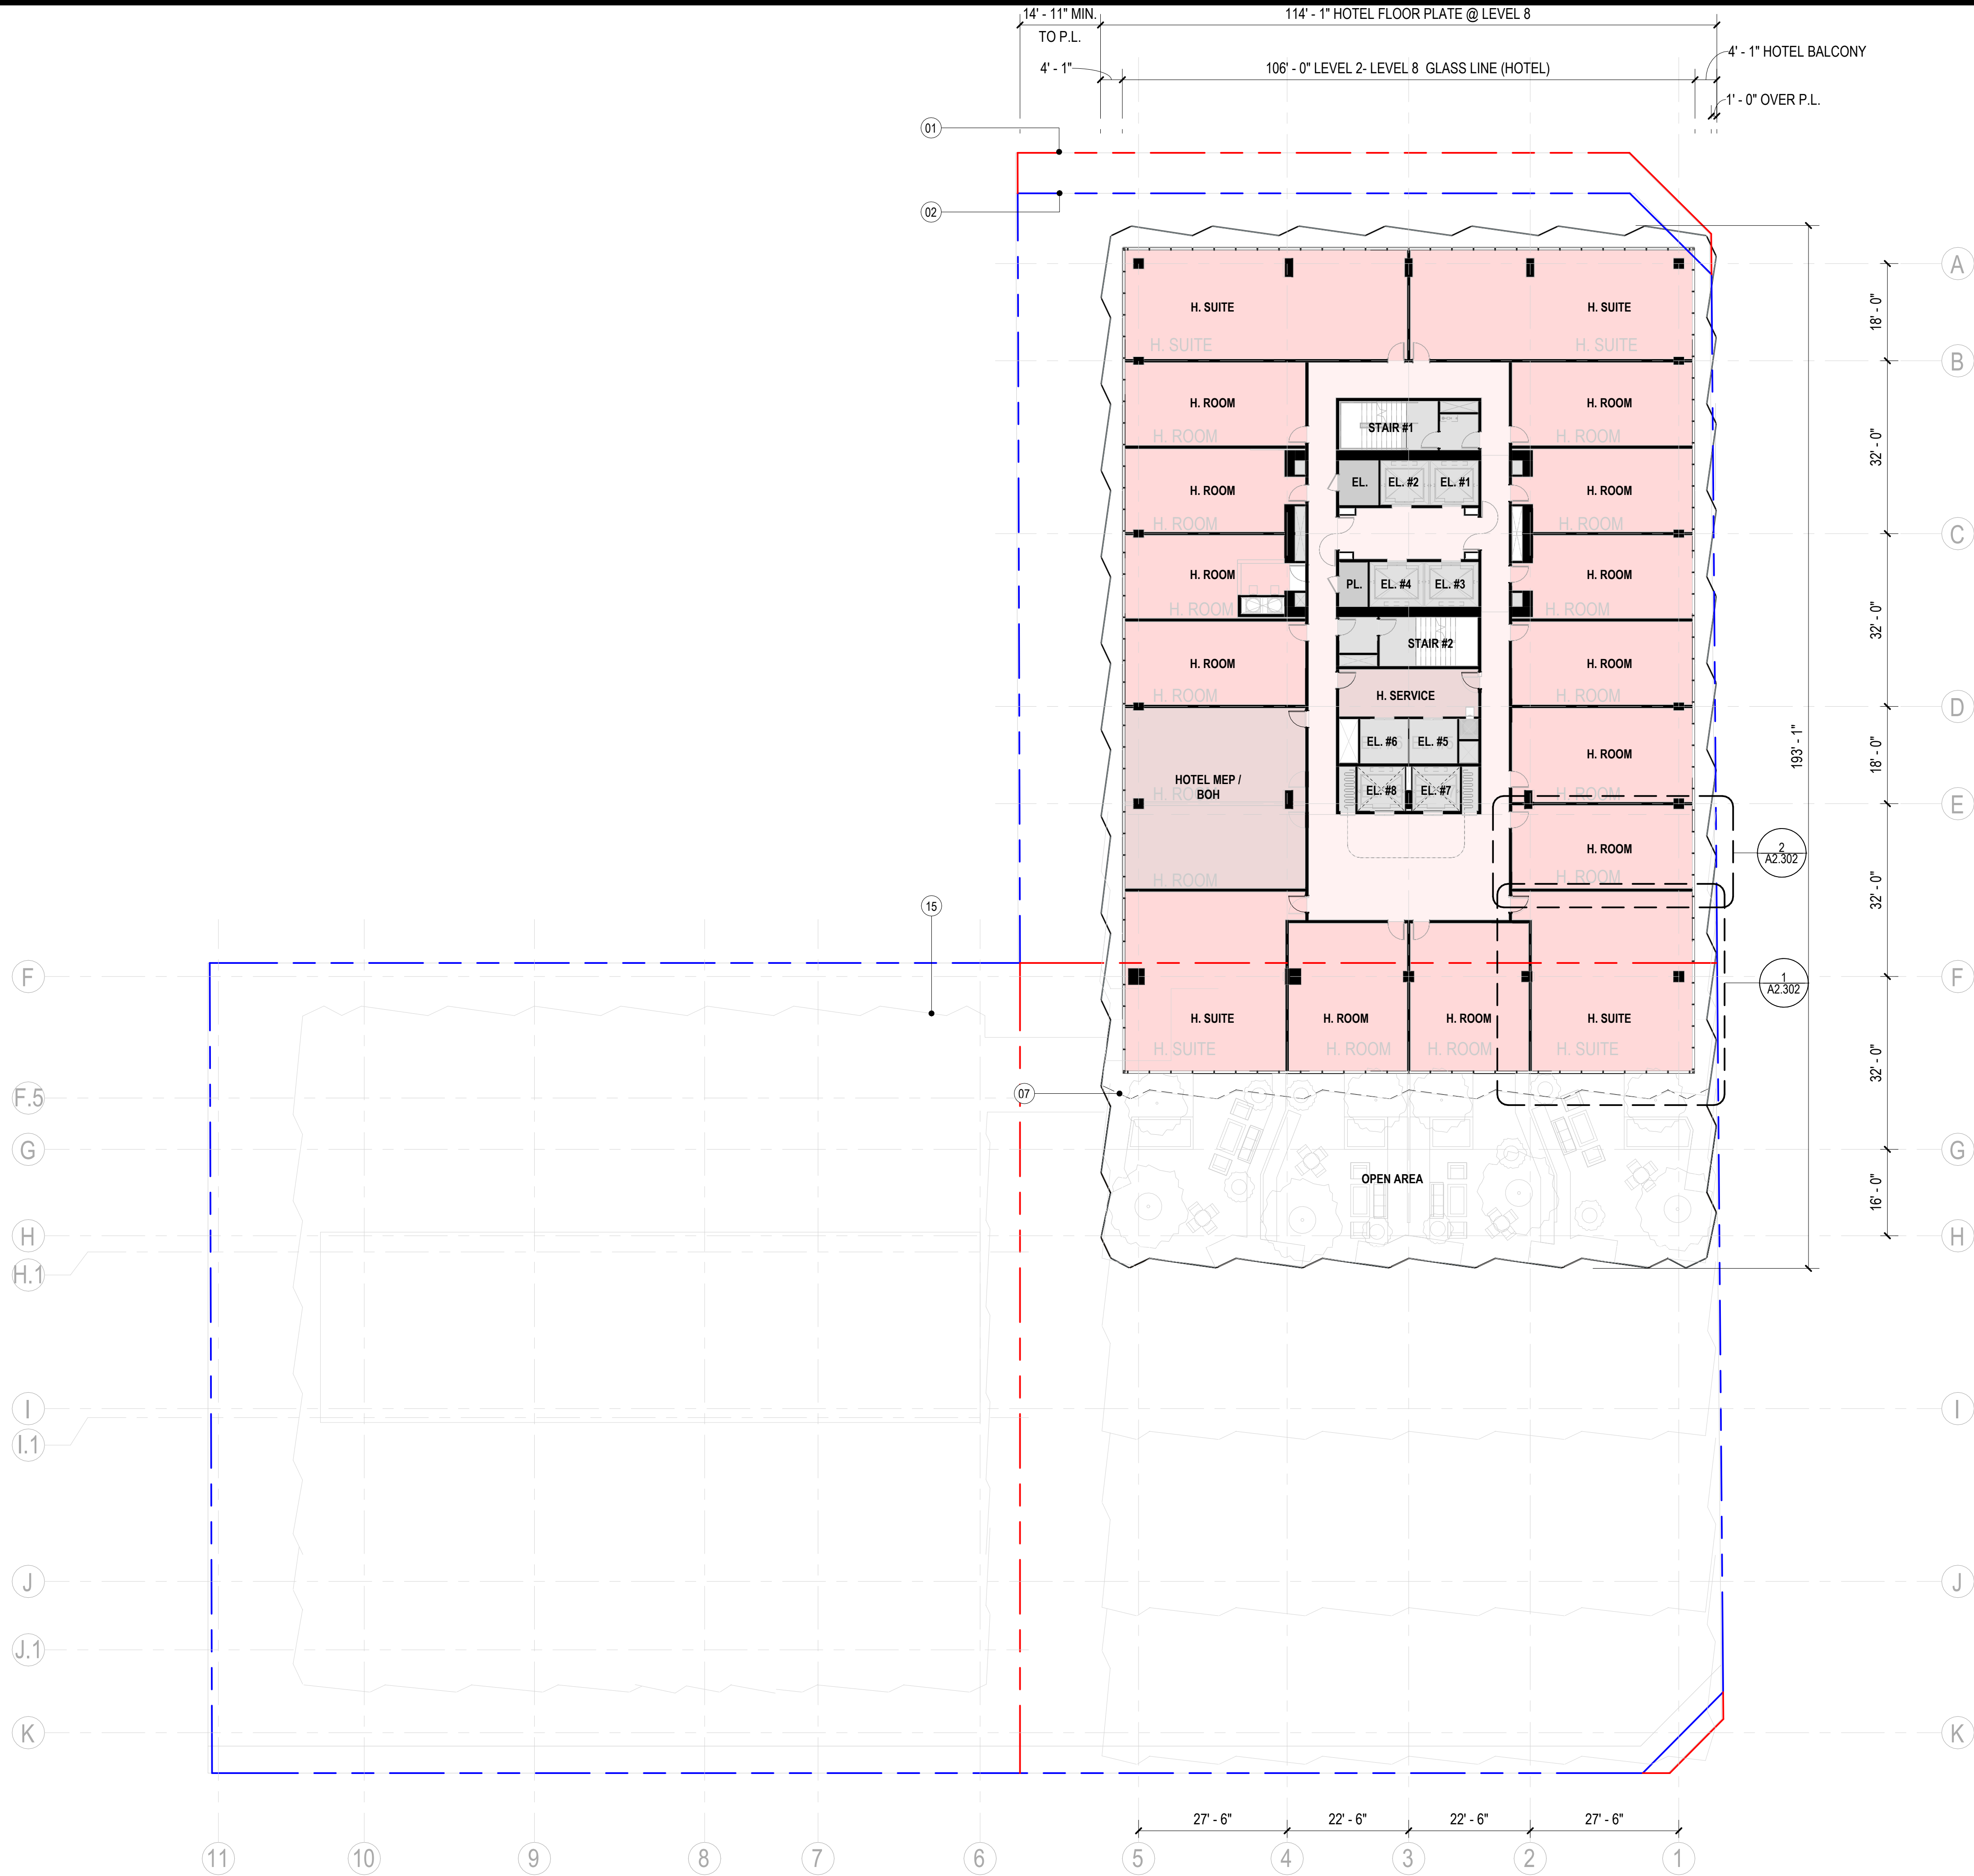 14' - 11" MIN.
TO P.L.
114' - 1" HOTEL FLOOR PLATE @ LEVEL 8
4' - 1" HOTEL BALCONY
4' - 1"
106' - 0" LEVEL 2- LEVEL 8 GLASS LINE (HOTEL)
1' - 0" OVER P.L.
01
02
A
18' - 0"
H. SUITE
H. SUITE
H. SUITE
H. SUITE
B
H. ROOM
H. ROOM
STAIR #1
H. ROOM
H. ROOM
32' - 0"
EL.
EL. #2
EL. #1
H. ROOM
H. ROOM
H. ROOM
H. ROOM
C
H. ROOM
PL.
EL. #4
EL. #3
H. ROOM
H. ROOM
H. ROOM
32' - 0"
STAIR #2
H. ROOM
H. ROOM
H. SERVICE
H. ROOM
H. ROOM
D
193' - 1"
18' - 0"
EL. #6
EL. #5
H. ROOM
HOTEL MEP /
BOH
EL. #8
EL. #7
H. ROOM
E
H. ROOM
2
A2.302
H. ROOM
H. ROOM
32' - 0"
15
F
F
1
A2.302
H. SUITE
H. ROOM
H. ROOM
H. SUITE
H. SUITE
H. ROOM
H. ROOM
H. SUITE
32' - 0"
07
F.5
G
G
OPEN AREA
16' - 0"
H
H
H.1
I
I
I.1
J
J
J.1
K
K
27' - 6"
22' - 6"
22' - 6"
27' - 6"
11
10
9
8
7
6
5
4
3
2
1